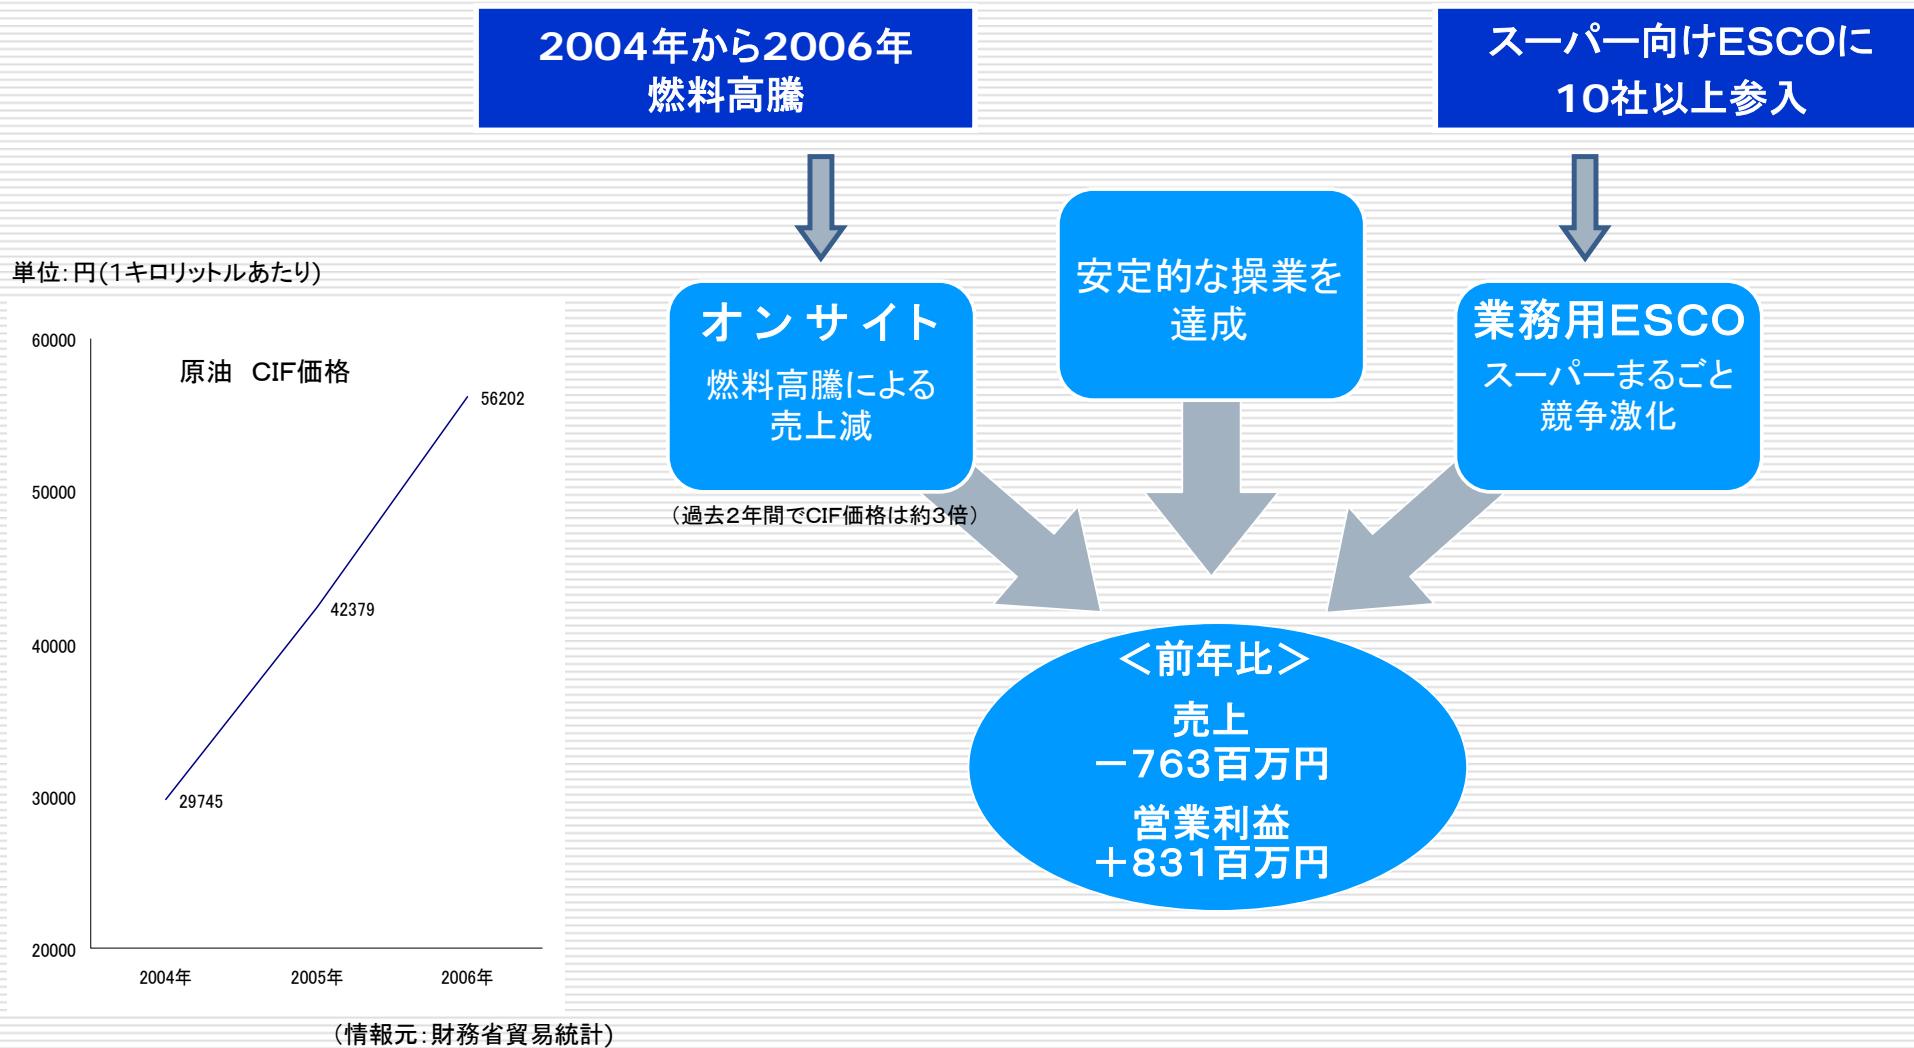 2004年から2006年
燃料高騰
スーパー向けESCOに
10社以上参入
単位：円(1キロリットルあたり)
原油　CIF価格
60000
50000
40000
30000
20000
56202
42379
29745
2004年
2005年
2006年
（情報元：財務省貿易統計）
オンサイト
燃料高騰による
売上減
（過去2年間でCIF価格は約3倍）
安定的な操業を
達成
業務用ESCO
スーパーまるごと
競争激化
＜前年比＞
売上
－763百万円
営業利益
＋831百万円